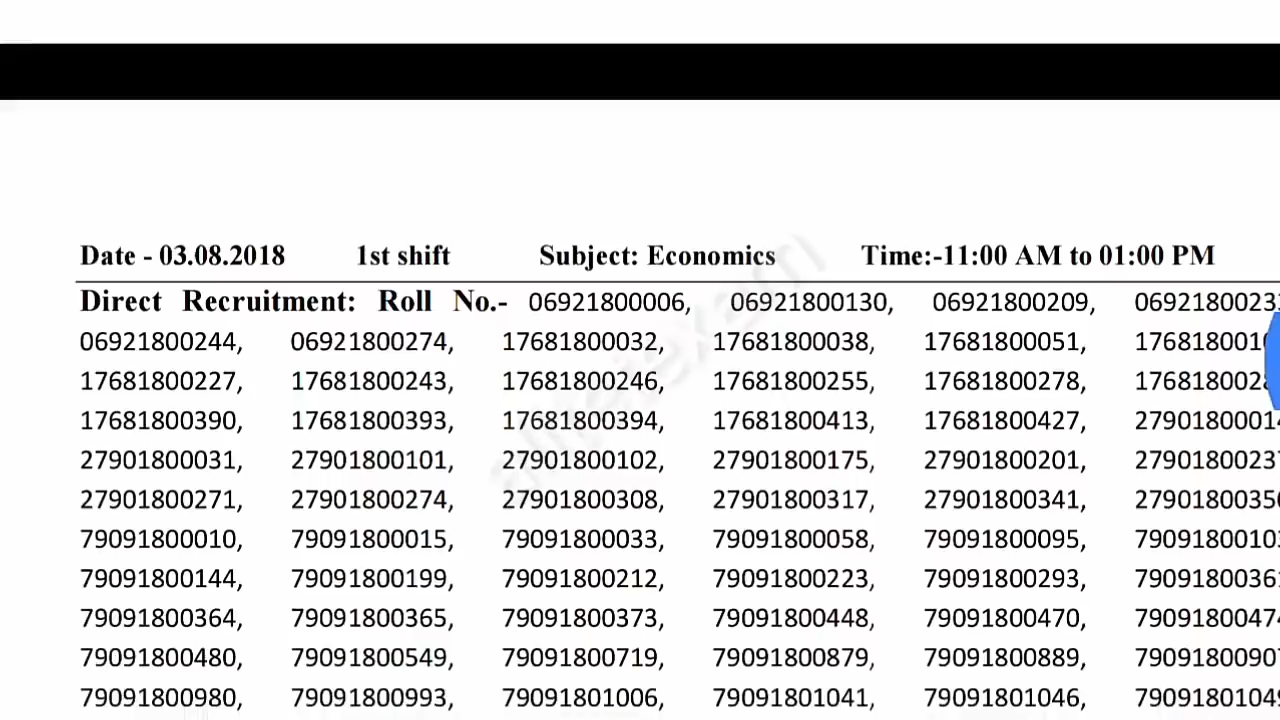 Date - 03.08.2018 1st shift Subject: Economics Time:-11:00 AM to 01:00 PM
Direct Recruitment: Roll No.- 06921800006, 06921800130, 06921800209,
06921800244, 06921800274, 17681800032, 17681800038, 17681800051,
17681800227, 17681800243, 17681800246, 17681800255, 17681800278,
17681800390, 17681800393, 17681800394, 17681800413, 17681800427,
27901800031, 27901800101, 27901800102, 27901800175, 27901800201,
27901800271, 27901800274, 27901800308, 27901800317, 27901800341,
79091800010, 79091800015, 79091800033, 79091800058, 79091800095,
79091800144, 79091800199, 79091800212, 79091800223, 79091800293,
79091800364, 79091800365, 79091800373, 79091800448, 79091800470,
79091800480, 79091800549, 79091800719, 79091800879, 79091800889,
79091800980, 79091800993, 79091801006, 79091801041, 79091801046,